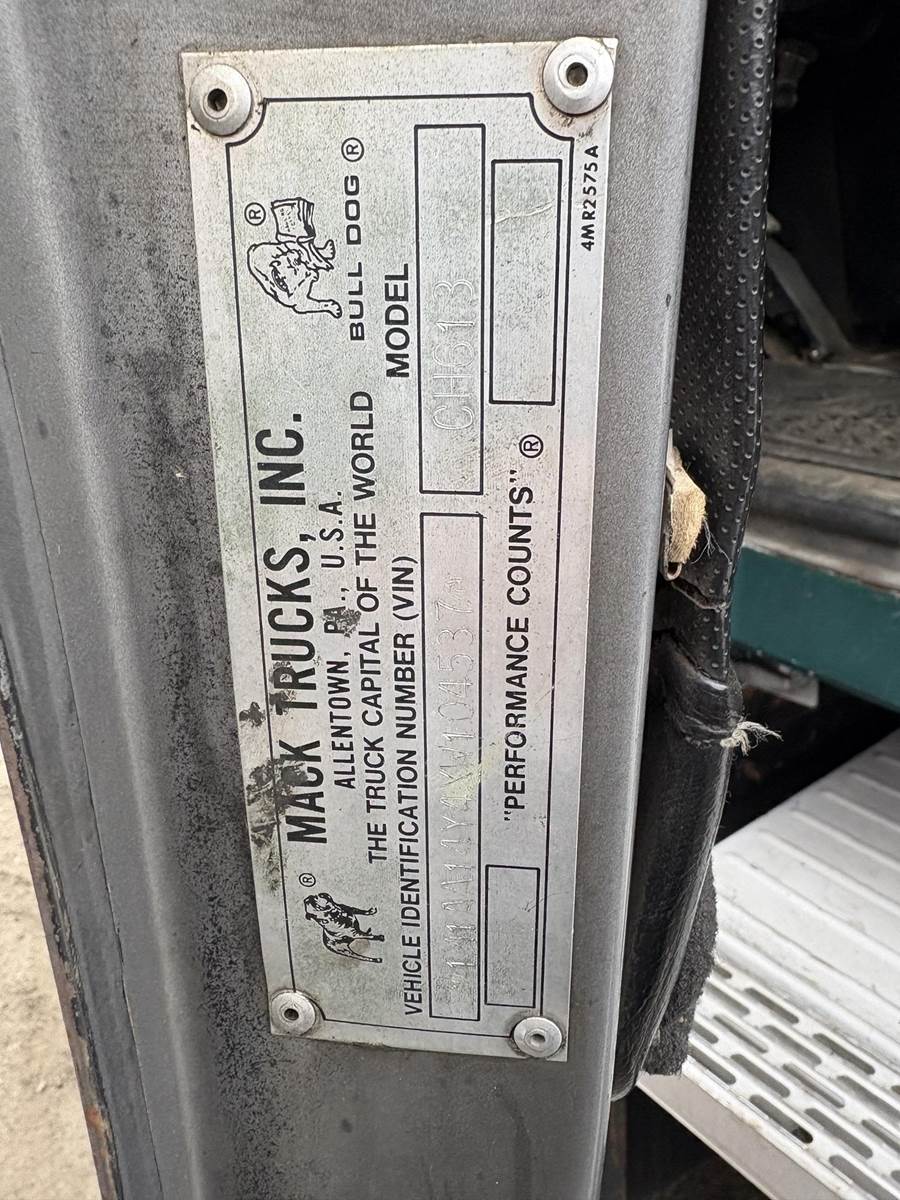 MACK TRUCKS, INC.
ALLENTOWN, PA., U.S.A.
THE TRUCK CAPITAL OF THE WORLD
BULL DOG ®
®
®
VEHICLE IDENTIFICATION NUMBER (VIN)
MODEL
*1M1AA14Y4XW104537*
CH613
"PERFORMANCE COUNTS" ®
4MR2575A